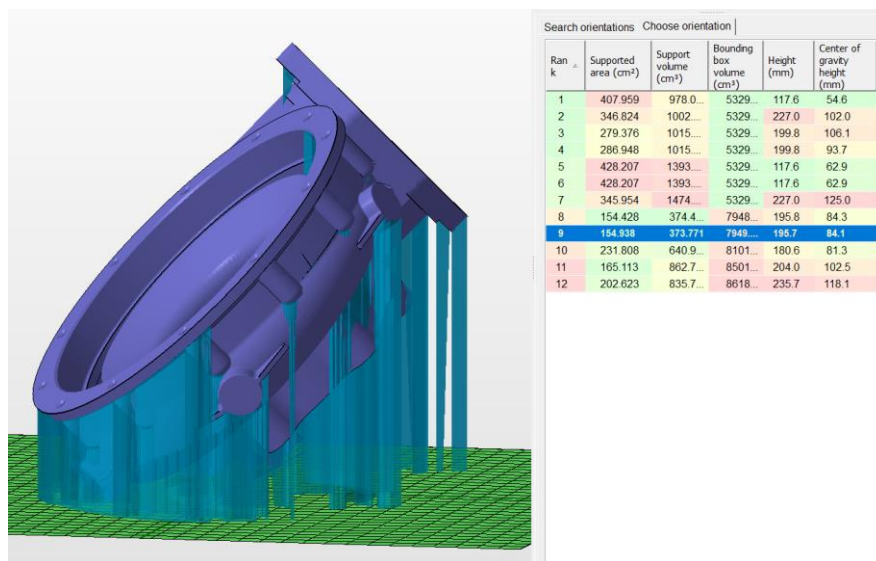 Search orientations Choose orientation
Ran k Supported area (cm²) Support volume (cm³) Bounding box volume (cm³) Height (mm) Center of gravity height (mm)
1 407.959 978.0... 5329... 117.6 54.6
2 346.824 1002.... 5329... 227.0 102.0
3 279.376 1015.... 5329... 199.8 106.1
4 286.948 1015.... 5329... 199.8 93.7
5 428.207 1393.... 5329... 117.6 62.9
6 428.207 1393.... 5329... 117.6 62.9
7 345.954 1474.... 5329... 227.0 125.0
8 154.428 374.4... 7948... 195.8 84.3
9 154.938 373.771 7949.... 195.7 84.1
10 231.808 640.9... 8101... 180.6 81.3
11 165.113 862.7... 8501... 204.0 102.5
12 202.623 835.7... 8618... 235.7 118.1